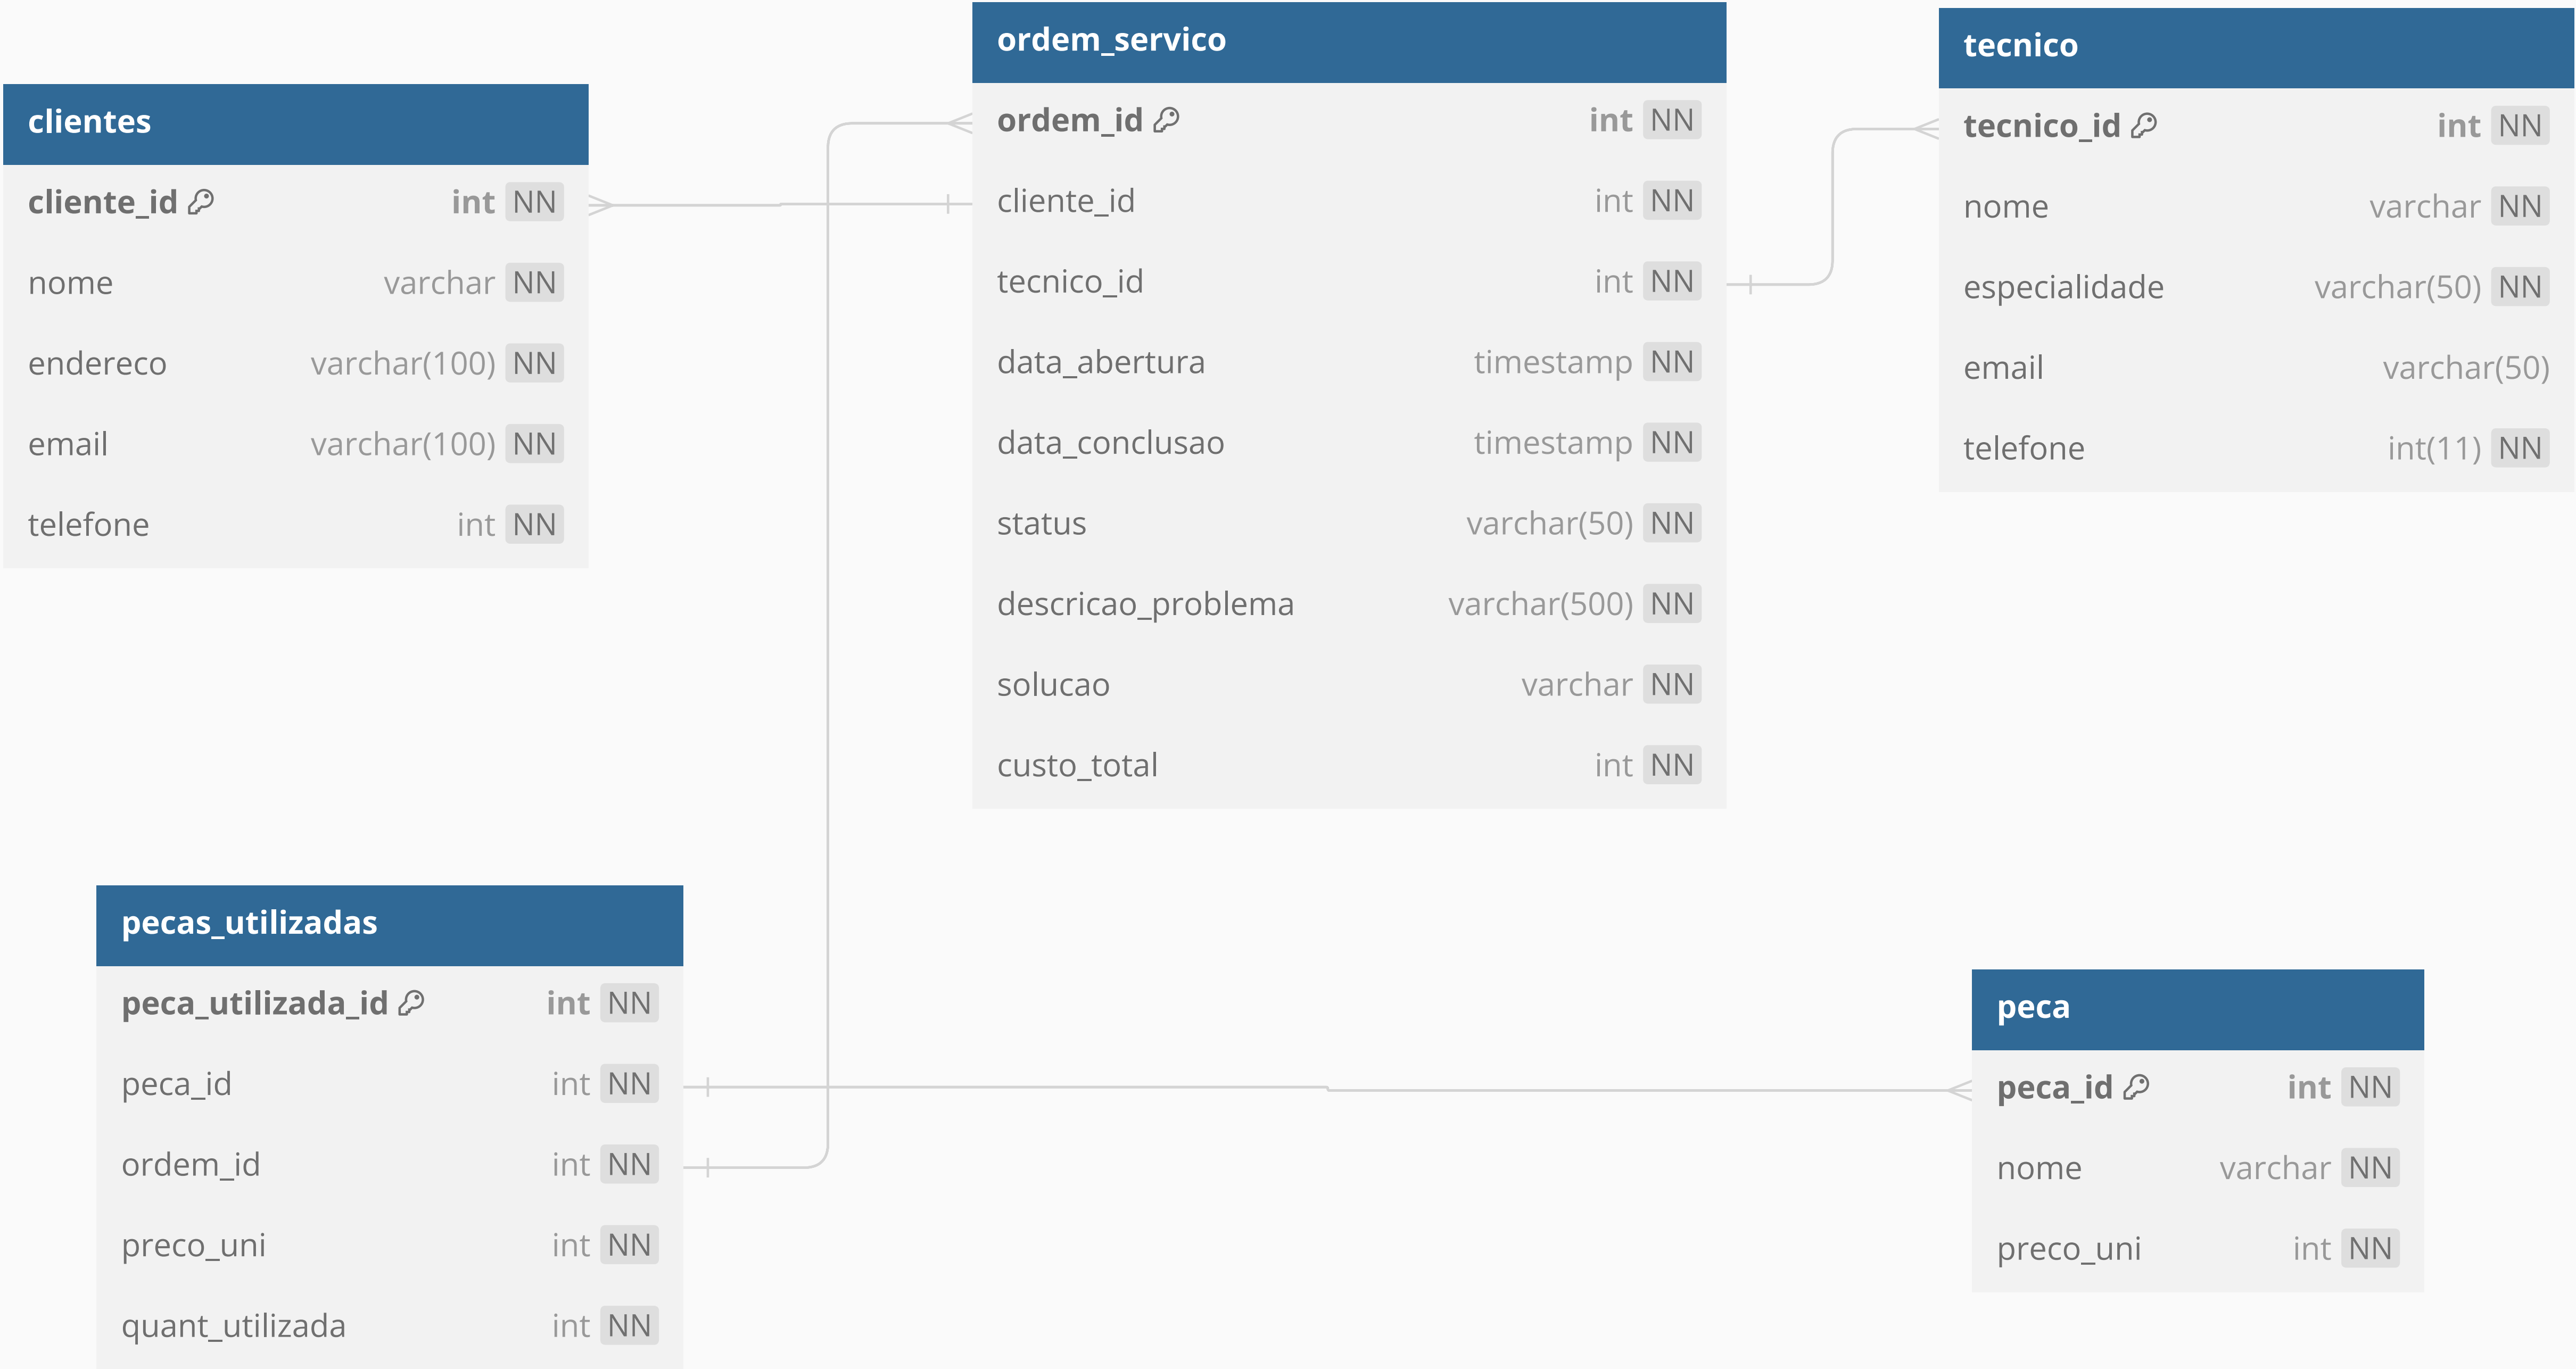 clientes
cliente_id int NN
nome varchar NN
endereco varchar(100) NN
email varchar(100) NN
telefone int NN
ordem_servico
ordem_id int NN
cliente_id int NN
tecnico_id int NN
data_abertura timestamp NN
data_conclusao timestamp NN
status varchar(50) NN
descricao_problema varchar(500) NN
solucao varchar NN
custo_total int NN
tecnico
tecnico_id int NN
nome varchar NN
especialidade varchar(50) NN
email varchar(50)
telefone int(11) NN
pecas_utilizadas
peca_utilizada_id int NN
peca_id int NN
ordem_id int NN
preco_uni int NN
quant_utilizada int NN
peca
peca_id int NN
nome varchar NN
preco_uni int NN